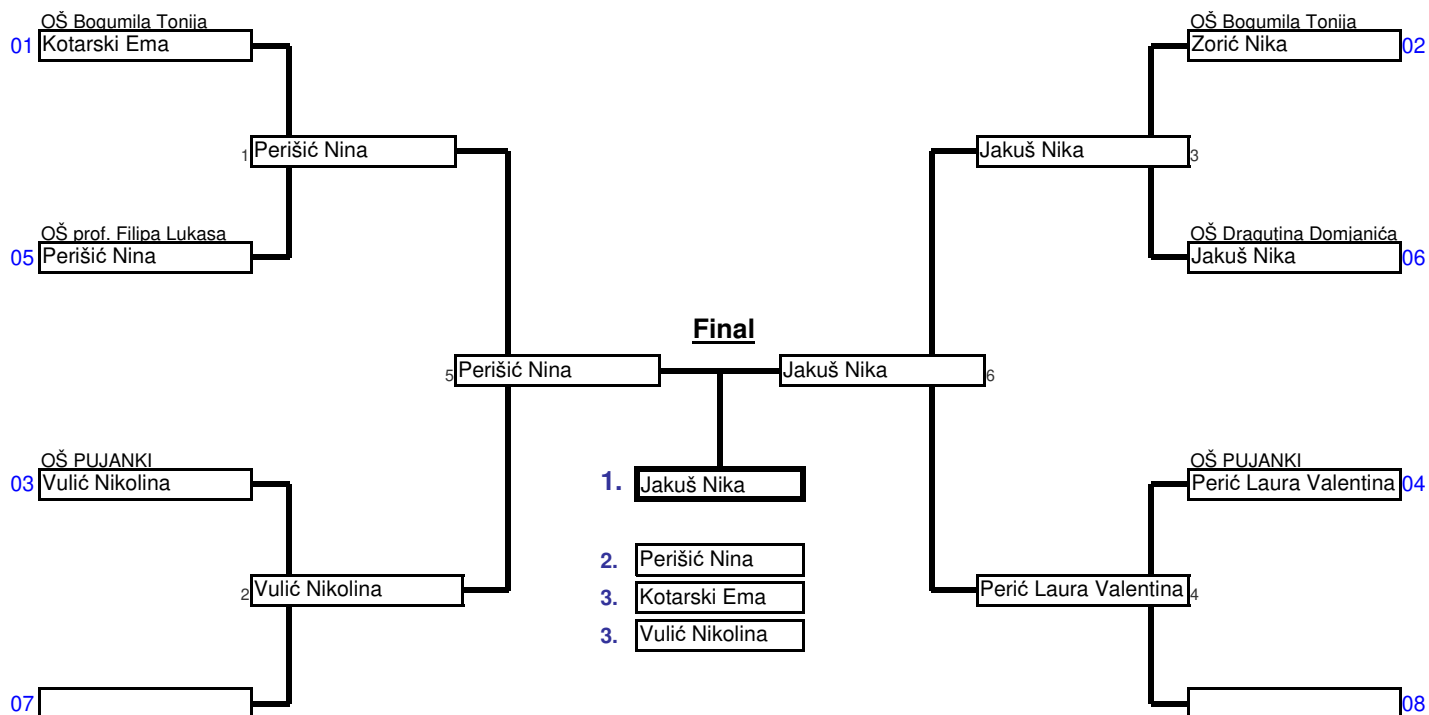 OŠ Bogumila Tonija
01 Kotarski Ema
OŠ Bogumila Tonija
Zorić Nika 02
1 Perišić Nina
Jakuš Nika 3
OŠ prof. Filipa Lukasa
05 Perišić Nina
OŠ Dragutina Domjanića
Jakuš Nika 06
Final
5 Perišić Nina
Jakuš Nika 6
OŠ PUJANKI
03 Vulić Nikolina
1. Jakuš Nika
OŠ PUJANKI
Perić Laura Valentina 04
2. Perišić Nina
2 Vulić Nikolina
3. Kotarski Ema
Perić Laura Valentina 4
3. Vulić Nikolina
07
08